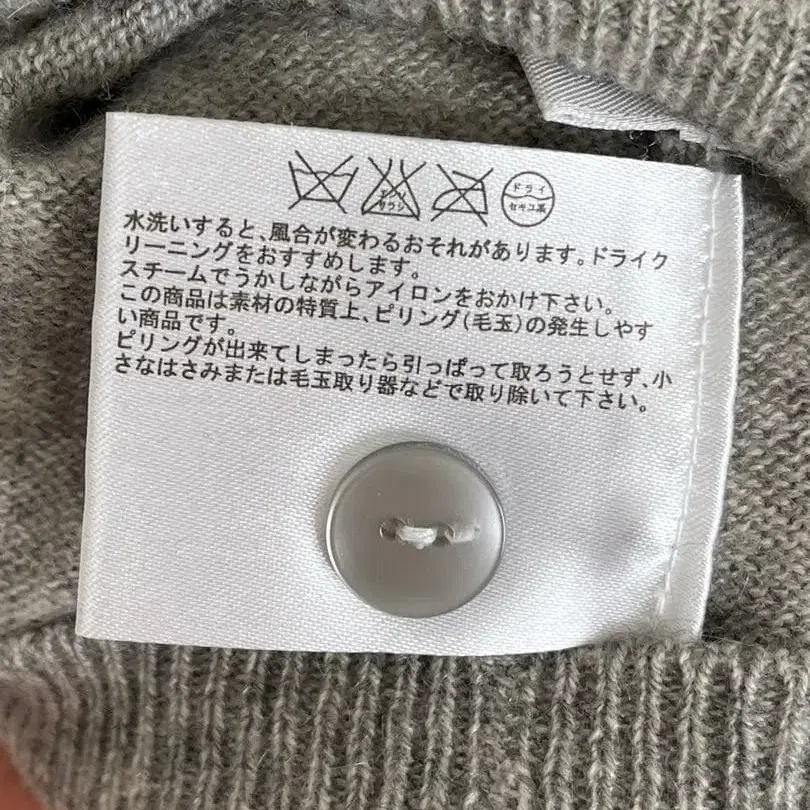 エンソ
サラシ
ドライ
セキユ系
水洗いすると、風合が変わるおそれがあります。ドライク
リーニングをおすすめします。
スチームでうかしながらアイロンをおかけ下さい。
この商品は素材の特質上、ピリング(毛玉)の発生しやす
い商品です。
ピリングが出来てしまったら引っぱって取ろうとせず、小
さなはさみまたは毛玉取り器などで取り除いて下さい。